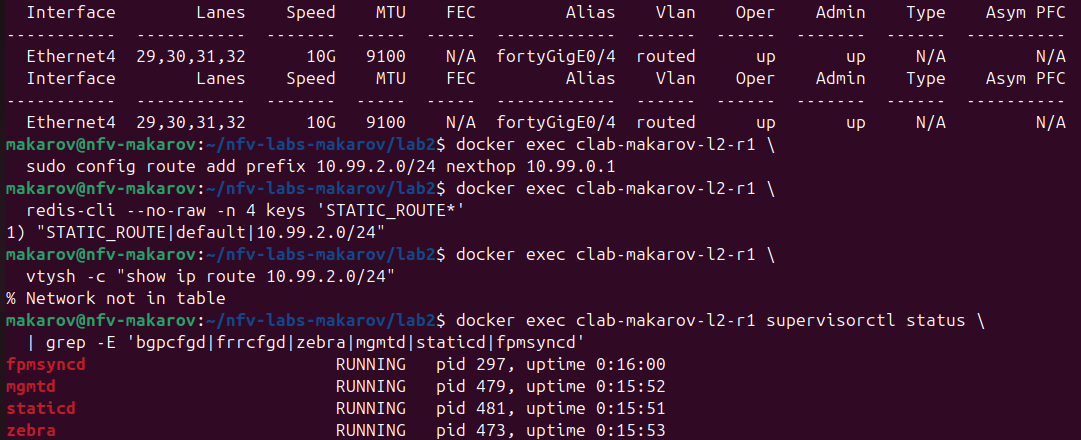 Interface Lanes Speed MTU FEC Alias Vlan Oper Admin Type Asym PFC
----------- ----------- ------- ----- ----- ------------- ------ ------ ------- ------ ----------
Ethernet4 29,30,31,32 10G 9100 N/A fortyGigE0/4 routed up up N/A N/A
Interface Lanes Speed MTU FEC Alias Vlan Oper Admin Type Asym PFC
----------- ----------- ------- ----- ----- ------------- ------ ------ ------- ------ ----------
Ethernet4 29,30,31,32 10G 9100 N/A fortyGigE0/4 routed up up N/A N/A
makarov@nfv-makarov:~/nfv-labs-makarov/lab2$ docker exec clab-makarov-l2-r1 \
  sudo config route add prefix 10.99.2.0/24 nexthop 10.99.0.1
makarov@nfv-makarov:~/nfv-labs-makarov/lab2$ docker exec clab-makarov-l2-r1 \
  redis-cli --no-raw -n 4 keys 'STATIC_ROUTE*'
1) "STATIC_ROUTE|default|10.99.2.0/24"
makarov@nfv-makarov:~/nfv-labs-makarov/lab2$ docker exec clab-makarov-l2-r1 \
  vtysh -c "show ip route 10.99.2.0/24"
% Network not in table
makarov@nfv-makarov:~/nfv-labs-makarov/lab2$ docker exec clab-makarov-l2-r1 supervisorctl status \
  | grep -E 'bgpcfgd|frrcfgd|zebra|mgmtd|staticd|fpmsyncd'
fpmsyncd RUNNING pid 297, uptime 0:16:00
mgmtd RUNNING pid 479, uptime 0:15:52
staticd RUNNING pid 481, uptime 0:15:51
zebra RUNNING pid 473, uptime 0:15:53